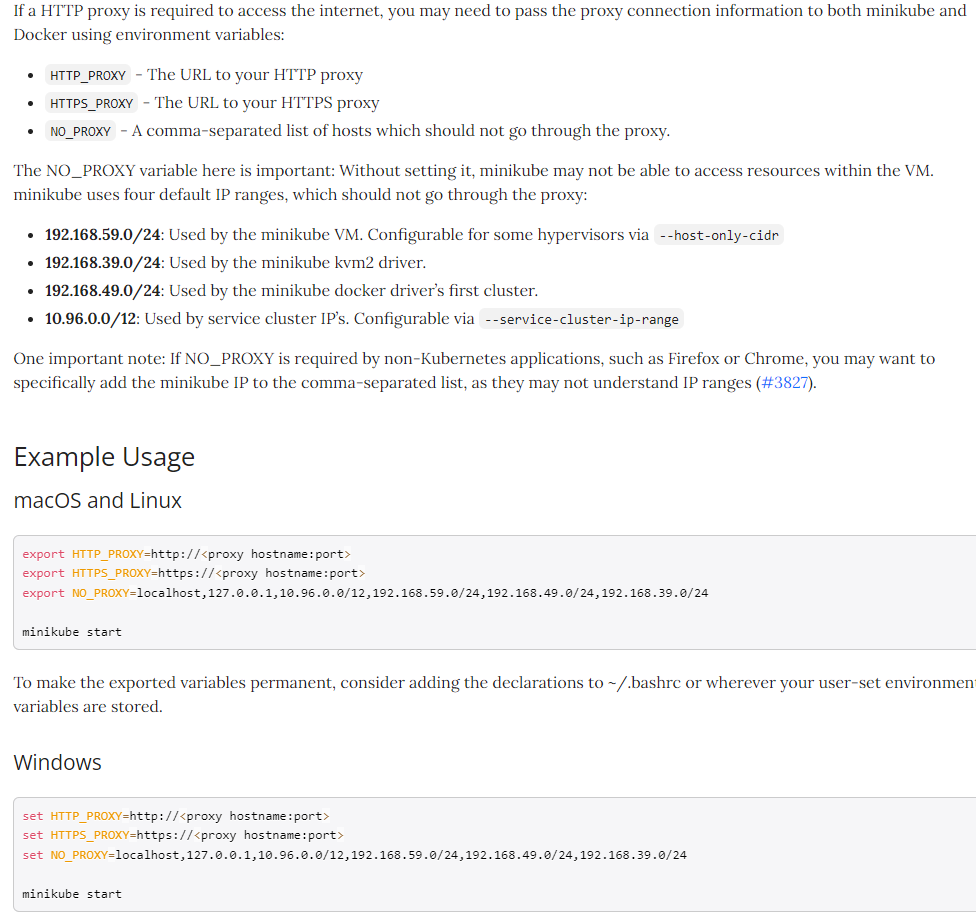 If a HTTP proxy is required to access the internet, you may need to pass the proxy connection information to both minikube and
Docker using environment variables:
HTTP_PROXY - The URL to your HTTP proxy
HTTPS_PROXY - The URL to your HTTPS proxy
NO_PROXY - A comma-separated list of hosts which should not go through the proxy.
The NO_PROXY variable here is important: Without setting it, minikube may not be able to access resources within the VM.
minikube uses four default IP ranges, which should not go through the proxy:
192.168.59.0/24: Used by the minikube VM. Configurable for some hypervisors via --host-only-cidr
192.168.39.0/24: Used by the minikube kvm2 driver.
192.168.49.0/24: Used by the minikube docker driver’s first cluster.
10.96.0.0/12: Used by service cluster IP’s. Configurable via --service-cluster-ip-range
One important note: If NO_PROXY is required by non-Kubernetes applications, such as Firefox or Chrome, you may want to
specifically add the minikube IP to the comma-separated list, as they may not understand IP ranges (#3827).
Example Usage
macOS and Linux
export HTTP_PROXY=http://<proxy hostname:port>
export HTTPS_PROXY=https://<proxy hostname:port>
export NO_PROXY=localhost,127.0.0.1,10.96.0.0/12,192.168.59.0/24,192.168.49.0/24,192.168.39.0/24
minikube start
To make the exported variables permanent, consider adding the declarations to ~/.bashrc or wherever your user-set environmen
variables are stored.
Windows
set HTTP_PROXY=http://<proxy hostname:port>
set HTTPS_PROXY=https://<proxy hostname:port>
set NO_PROXY=localhost,127.0.0.1,10.96.0.0/12,192.168.59.0/24,192.168.49.0/24,192.168.39.0/24
minikube start